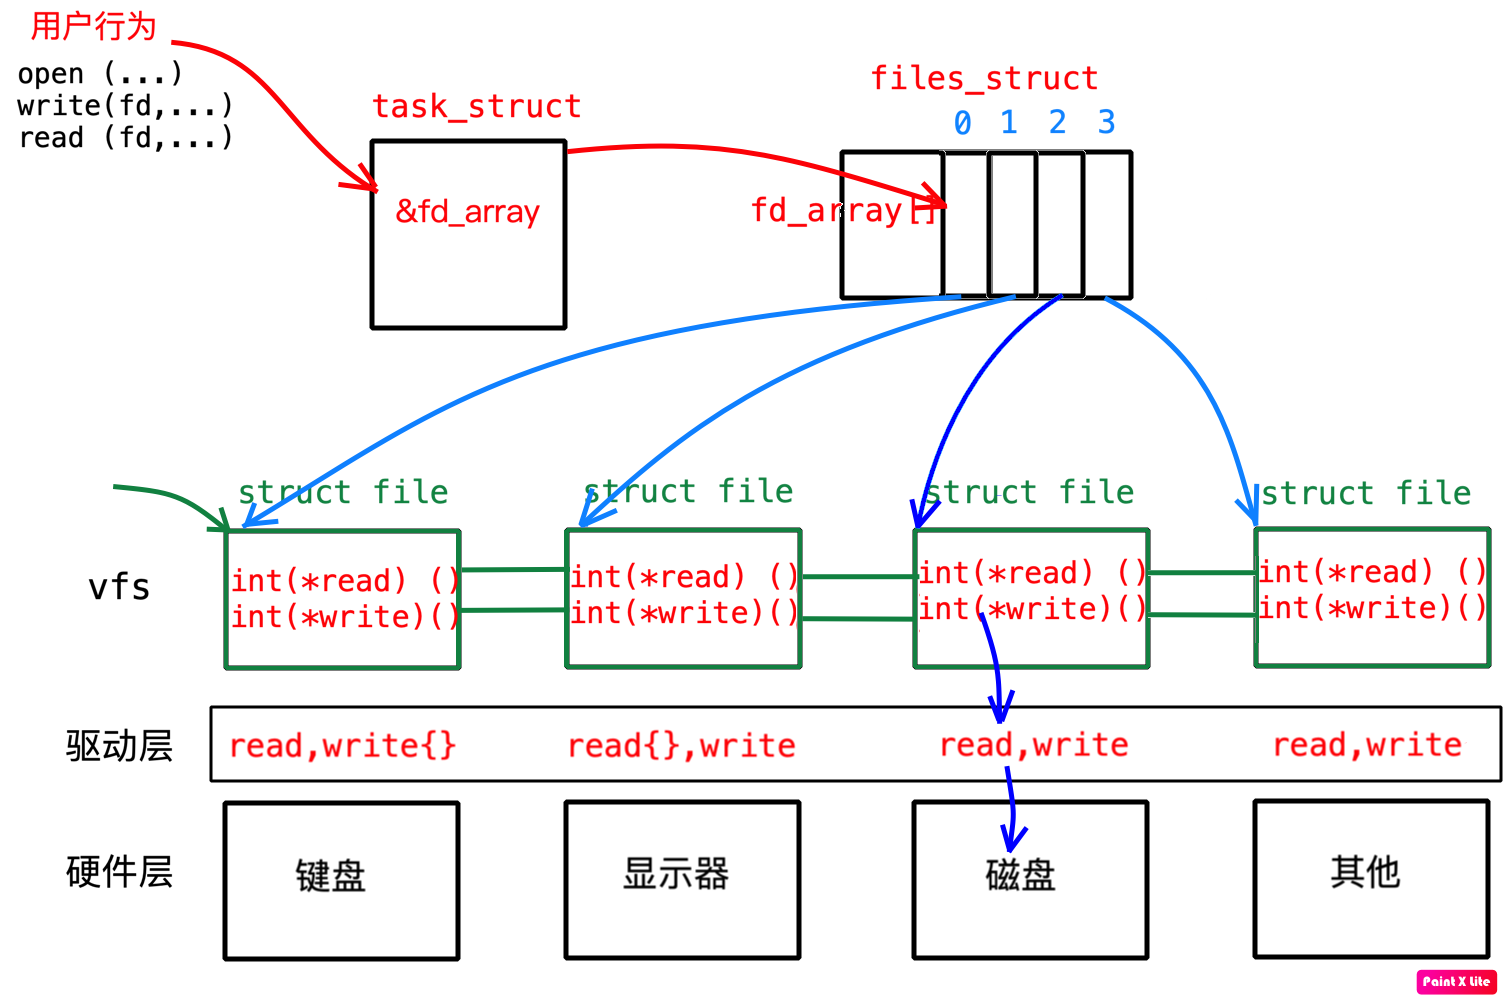 用户行为
open (...)
write(fd,...)
read (fd,...)
task_struct
&fd_array
files_struct
0 1 2 3
fd_array[]
struct file struct file struct file struct file
vfs
int(*read) () int(*read) () int(*read) () int(*read) ()
int(*write)() int(*write)() int(*write)() int(*write)()
驱动层 read,write{} read{},write read,write read,write
硬件层 键盘 显示器 磁盘 其他
Paint X Lite